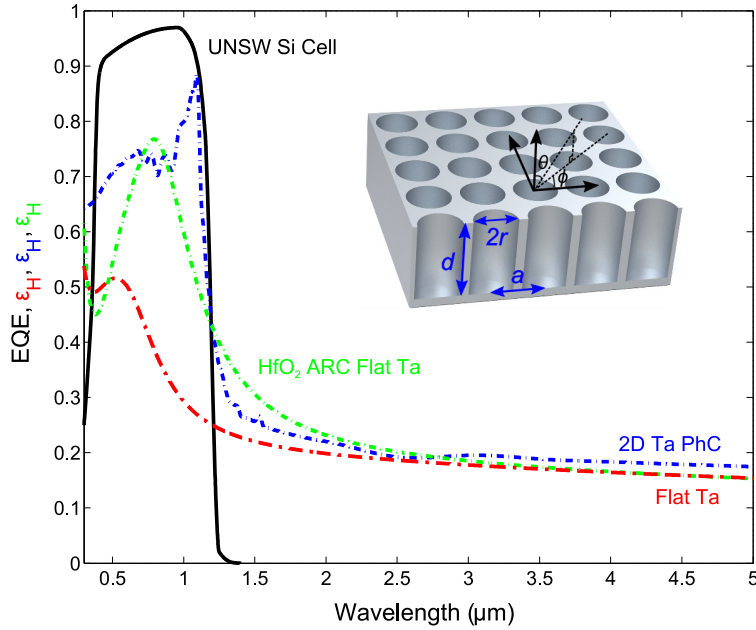 1
0.9
0.8
0.7
0.6
0.5
0.4
0.3
0.2
0.1
0
EQE, εH, εH, εH
UNSW Si Cell
θ
ϕ
2r
d
a
HfO2 ARC Flat Ta
2D Ta PhC
Flat Ta
0.5 1 1.5 2 2.5 3 3.5 4 4.5 5
Wavelength (μm)